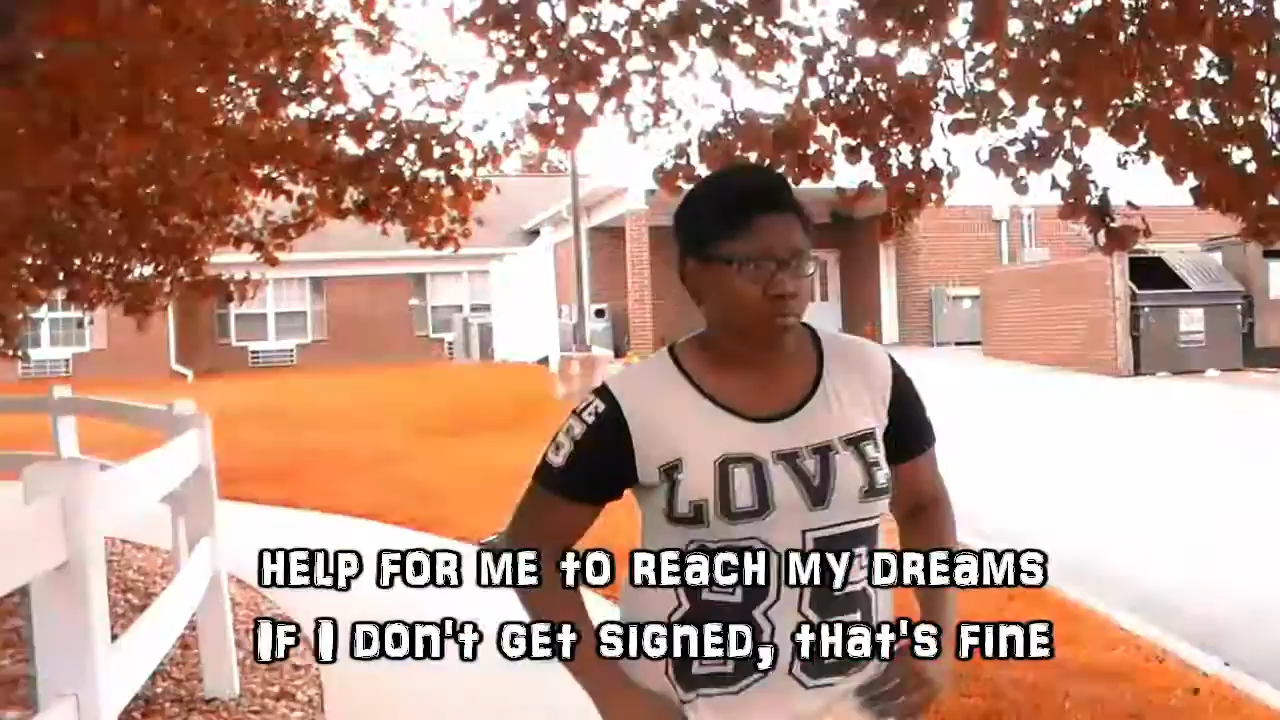 LOVE
85
HELP FOR ME TO REACH MY DREAMS
IF I DON'T GET SIGNED, THAT'S FINE